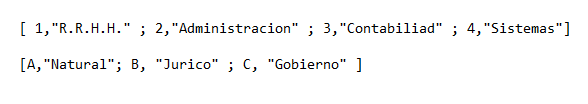 [ 1,"R.R.H.H." ; 2,"Administracion" ; 3,"Contabiliad" ; 4,"Sistemas"]
[A,"Natural"; B, "Jurico" ; C, "Gobierno" ]